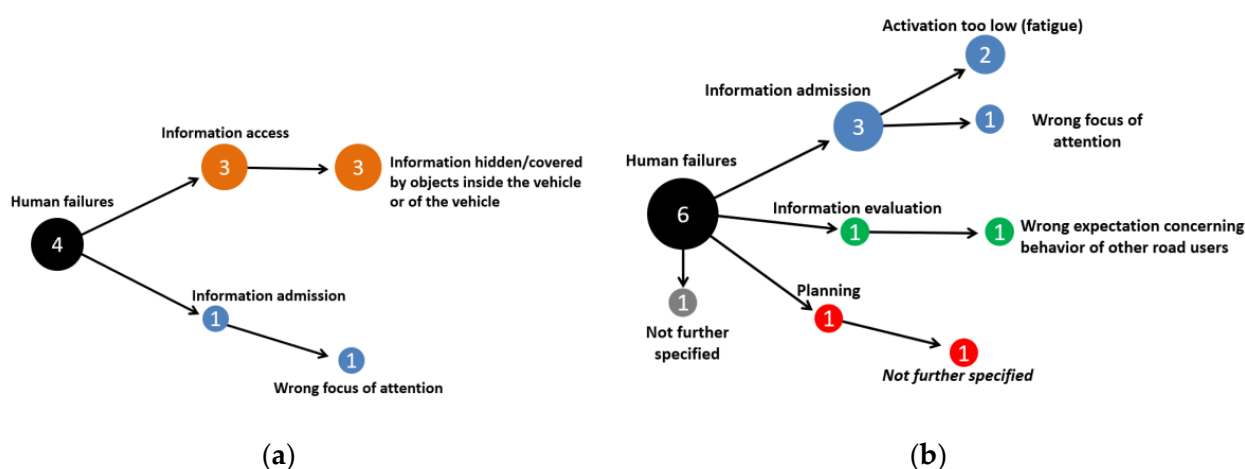 Human failures
4
Information access
3
3
Information hidden/covered
by objects inside the vehicle
or of the vehicle
Information admission
1
1
Wrong focus of attention
(a)
Activation too low (fatigue)
2
Information admission
3
1
Wrong focus of
attention
Human failures
6
Information evaluation
1
1
Wrong expectation concerning
behavior of other road users
Planning
1
1
Not further specified
1
Not further
specified
(b)